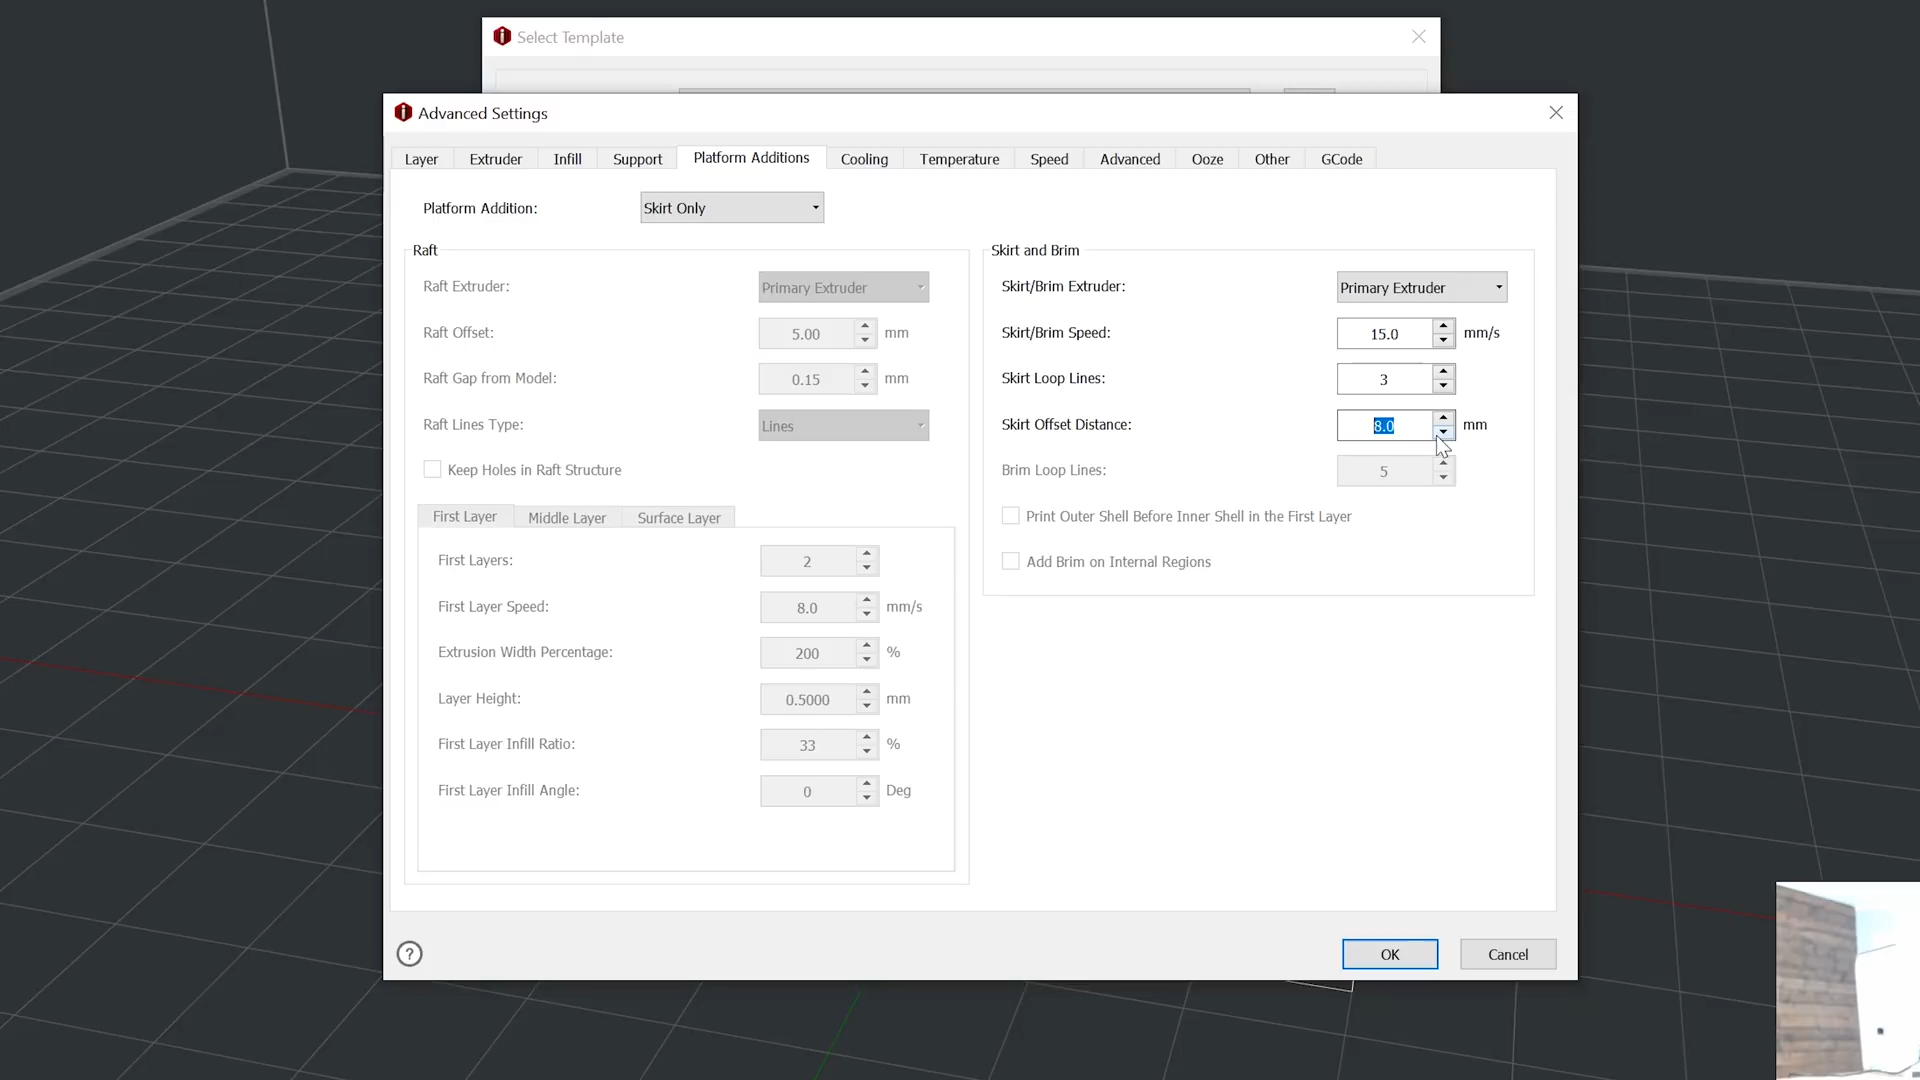 Select Template
Advanced Settings
Layer Extruder Infill Support Platform Additions Cooling Temperature Speed Advanced Ooze Other GCode
Platform Addition: Skirt Only
Raft
Raft Extruder: Primary Extruder
Raft Offset: 5.00 mm
Raft Gap from Model: 0.15 mm
Raft Lines Type: Lines
Keep Holes in Raft Structure
First Layer Middle Layer Surface Layer
First Layers: 2
First Layer Speed: 8.0 mm/s
Extrusion Width Percentage: 200 %
Layer Height: 0.5000 mm
First Layer Infill Ratio: 33 %
First Layer Infill Angle: 0 Deg
Skirt and Brim
Skirt/Brim Extruder: Primary Extruder
Skirt/Brim Speed: 15.0 mm/s
Skirt Loop Lines: 3
Skirt Offset Distance: 8.0 mm
Brim Loop Lines: 5
Print Outer Shell Before Inner Shell in the First Layer
Add Brim on Internal Regions
? OK Cancel